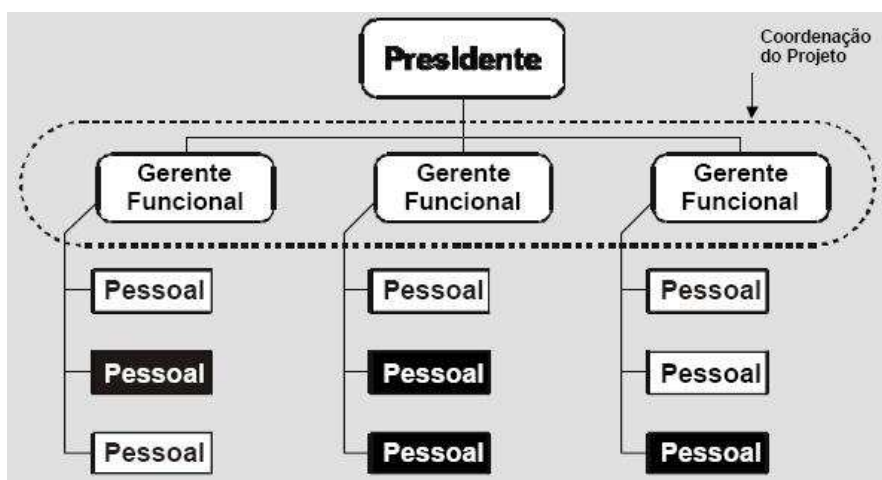 Coordenação
do Projeto
Presidente
Gerente
Funcional
Gerente
Funcional
Gerente
Funcional
Pessoal
Pessoal
Pessoal
Pessoal
Pessoal
Pessoal
Pessoal
Pessoal
Pessoal